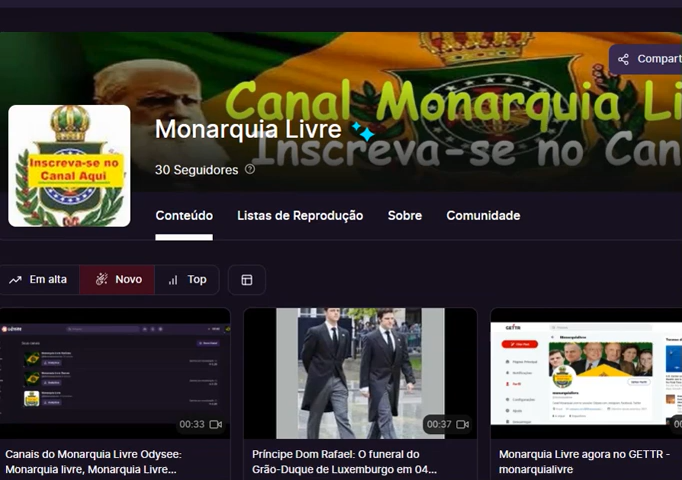 Canal Monarquia Li
Inscreva-se no Can
Compart
Inscreva-se no
Canal Aqui
Monarquia Livre
30 Seguidores
Conteúdo Listas de Reprodução Sobre Comunidade
Em alta Novo Top
GETTR
monarquialivre
00:33
00:37
00
Canais do Monarquia Livre Odysee:
Monarquia livre, Monarquia Livre...
Príncipe Dom Rafael: O funeral do
Grão-Duque de Luxemburgo em 04...
Monarquia Livre agora no GETTR -
monarquialivre